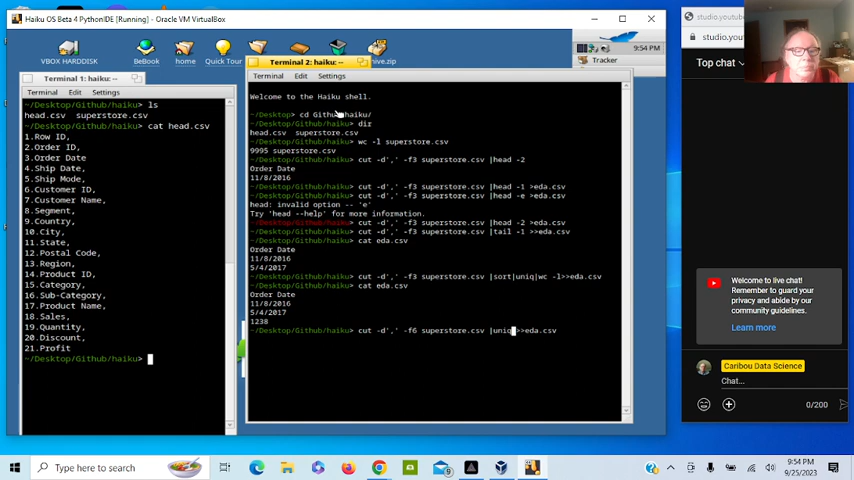 Haiku OS Beta 4 PythonIDE [Running] - Oracle VM VirtualBox
9:54 PM
Tracker
VBOX HARDDISK
BeBook
home
Quick Tour
hive.zip
Terminal 1: haiku: --
Terminal Edit Settings
~/Desktop/Github/haiku> ls
head.csv superstore.csv
~/Desktop/Github/haiku> cat head.csv
1.Row ID,
2.Order ID,
3.Order Date
4.Ship Date,
5.Ship Mode,
6.Customer ID,
7.Customer Name,
8.Segment,
9.Country,
10.City,
11.State,
12.Postal Code,
13.Region,
14.Product ID,
15.Category,
16.Sub-Category,
17.Product Name,
18.Sales,
19.Quantity,
20.Discount,
21.Profit
~/Desktop/Github/haiku>
Terminal 2: haiku: --
Terminal Edit Settings
Welcome to the Haiku shell.
~/Desktop> cd Github/haiku/
~/Desktop/Github/haiku> dir
head.csv superstore.csv
~/Desktop/Github/haiku> wc -l superstore.csv
9995 superstore.csv
~/Desktop/Github/haiku> cut -d',' -f3 superstore.csv |head -2
Order Date
11/8/2016
~/Desktop/Github/haiku> cut -d',' -f3 superstore.csv |head -1 >eda.csv
~/Desktop/Github/haiku> cut -d',' -f3 superstore.csv |head -e >eda.csv
head: invalid option -- 'e'
Try 'head --help' for more information.
~/Desktop/Github/haiku> cut -d',' -f3 superstore.csv |head -2 >eda.csv
~/Desktop/Github/haiku> cut -d',' -f3 superstore.csv |tail -1 >>eda.csv
~/Desktop/Github/haiku> cat eda.csv
Order Date
11/8/2016
5/4/2017
~/Desktop/Github/haiku> cut -d',' -f3 superstore.csv |sort|uniq|wc -l>>eda.csv
~/Desktop/Github/haiku> cat eda.csv
Order Date
11/8/2016
5/4/2017
1238
~/Desktop/Github/haiku> cut -d',' -f6 superstore.csv |uniq>>eda.csv
studio.youtube
studio.yout
Top chat
Welcome to live chat!
Remember to guard your
privacy and abide by our
community guidelines.
Learn more
Caribou Data Science
Chat...
0/200
Type here to search
9:54 PM
9/25/2023